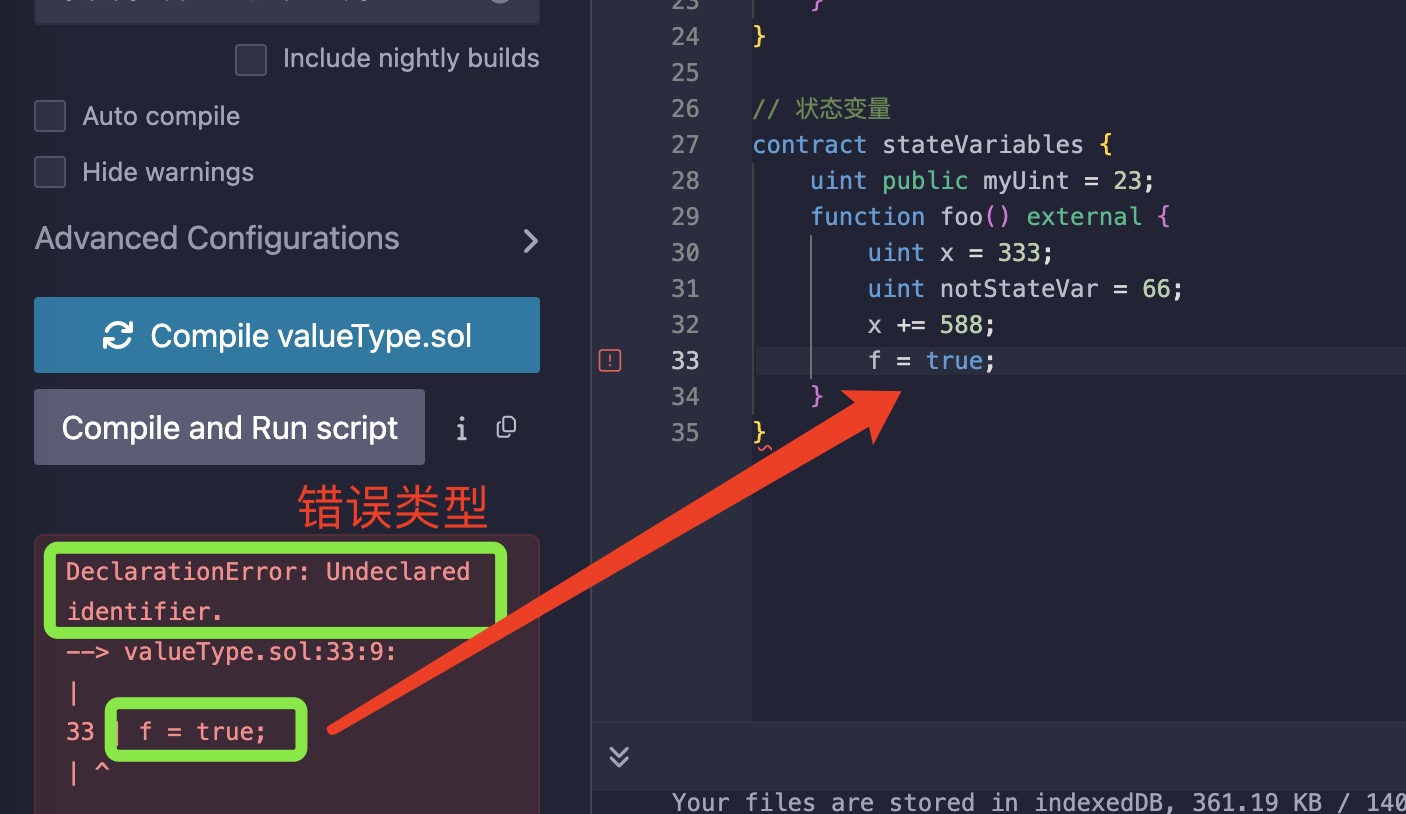 Include nightly builds
Auto compile
Hide warnings
Advanced Configurations
Compile valueType.sol
Compile and Run script
错误类型
DeclarationError: Undeclared
identifier.
--> valueType.sol:33:9:
|
33 | f = true;
| ^
23 }
24 }
25
26 // 状态变量
27 contract stateVariables {
28 uint public myUint = 23;
29 function foo() external {
30 uint x = 333;
31 uint notStateVar = 66;
32 x += 588;
33 f = true;
34 }
35 }
Your files are stored in indexedDB, 361.19 KB / 140